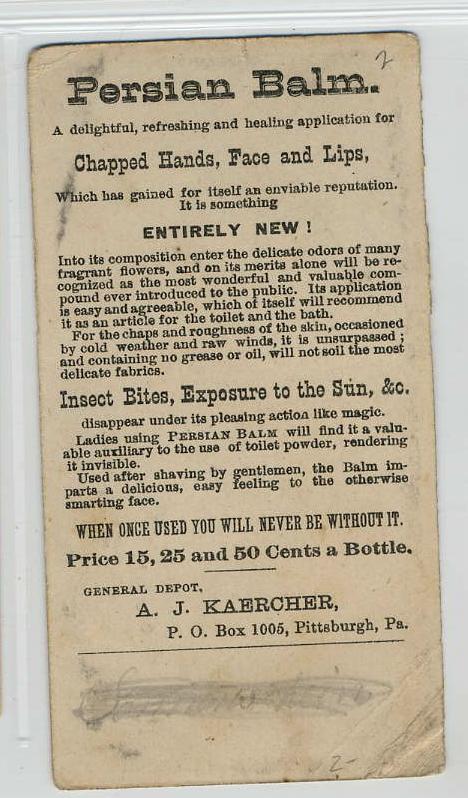 2
Persian Balm.
A delightful, refreshing and healing application for
Chapped Hands, Face and Lips,
Which has gained for itself an enviable reputation.
It is something
ENTIRELY NEW!
Into its composition enter the delicate odors of many
fragrant flowers, and on its merits alone will be re-
cognized as the most wonderful and valuable com-
pound ever introduced to the public. Its application
is easy and agreeable, which of itself will recommend
it as an article for the toilet and the bath.
For the chaps and roughness of the skin, occasioned
by cold weather and raw winds, it is unsurpassed;
and containing no grease or oil, will not soil the most
delicate fabrics.
Insect Bites, Exposure to the Sun, &c.
disappear under its pleasing action like magic.
Ladies using PERSIAN BALM will find it a valu-
able auxiliary to the use of toilet powder, rendering
it invisible.
Used after shaving by gentlemen, the Balm im-
parts a delicious, easy feeling to the otherwise
smarting face.
WHEN ONCE USED YOU WILL NEVER BE WITHOUT IT.
Price 15, 25 and 50 Cents a Bottle.
GENERAL DEPOT,
A. J. KAERCHER,
P. O. Box 1005, Pittsburgh, Pa.
2-